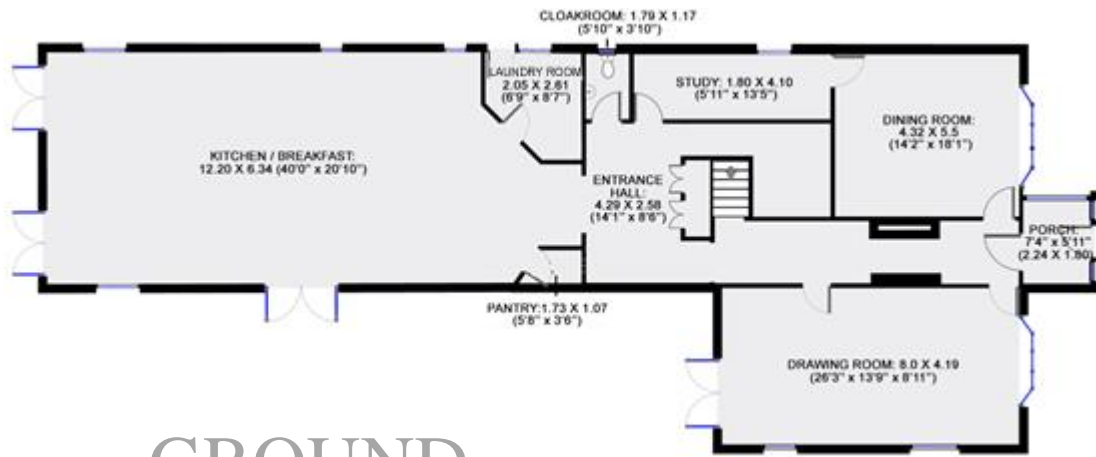 CLOAKROOM: 1.79 X 1.17
(5'10" x 3'10")
LAUNDRY ROOM
2.05 X 2.61
(6'9" x 8'7")
STUDY: 1.80 X 4.10
(5'11" x 13'5")
DINING ROOM:
4.32 X 5.5
(14'2" x 18'1")
KITCHEN / BREAKFAST:
12.20 X 6.34 (40'0" x 20'10")
ENTRANCE
HALL:
4.29 X 2.58
(14'1" x 8'6")
PORCH:
7'4" x 5'11"
(2.24 X 1.80)
PANTRY:1.73 X 1.07
(5'8" x 3'6")
DRAWING ROOM: 8.0 X 4.19
(26'3" x 13'9" x 8'11")
GROUND